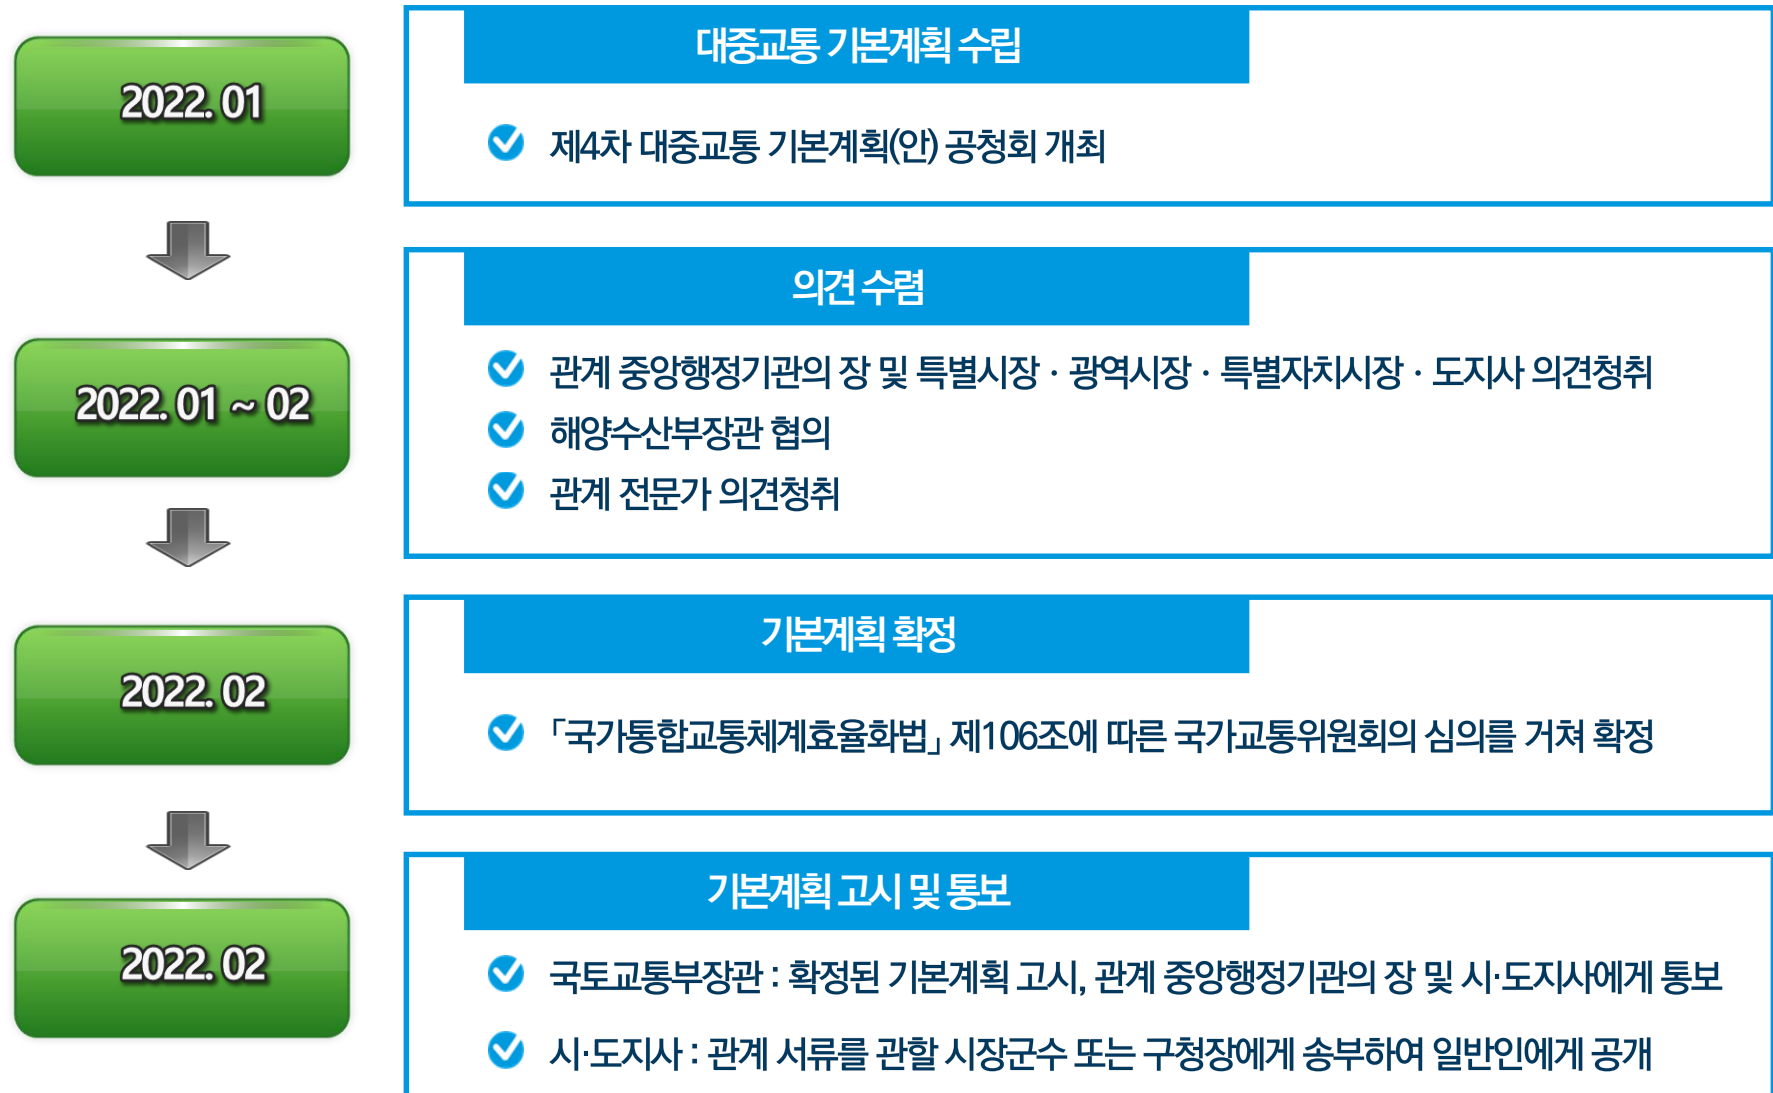 2022. 01
대중교통 기본계획 수립
제4차 대중교통 기본계획(안) 공청회 개최
2022. 01 ~ 02
의견 수렴
관계 중앙행정기관의 장 및 특별시장 · 광역시장 · 특별자치시장 · 도지사 의견청취
해양수산부장관 협의
관계 전문가 의견청취
2022. 02
기본계획 확정
「국가통합교통체계효율화법」 제106조에 따른 국가교통위원회의 심의를 거쳐 확정
2022. 02
기본계획 고시 및 통보
국토교통부장관 : 확정된 기본계획 고시, 관계 중앙행정기관의 장 및 시·도지사에게 통보
시·도지사 : 관계 서류를 관할 시장군수 또는 구청장에게 송부하여 일반인에게 공개